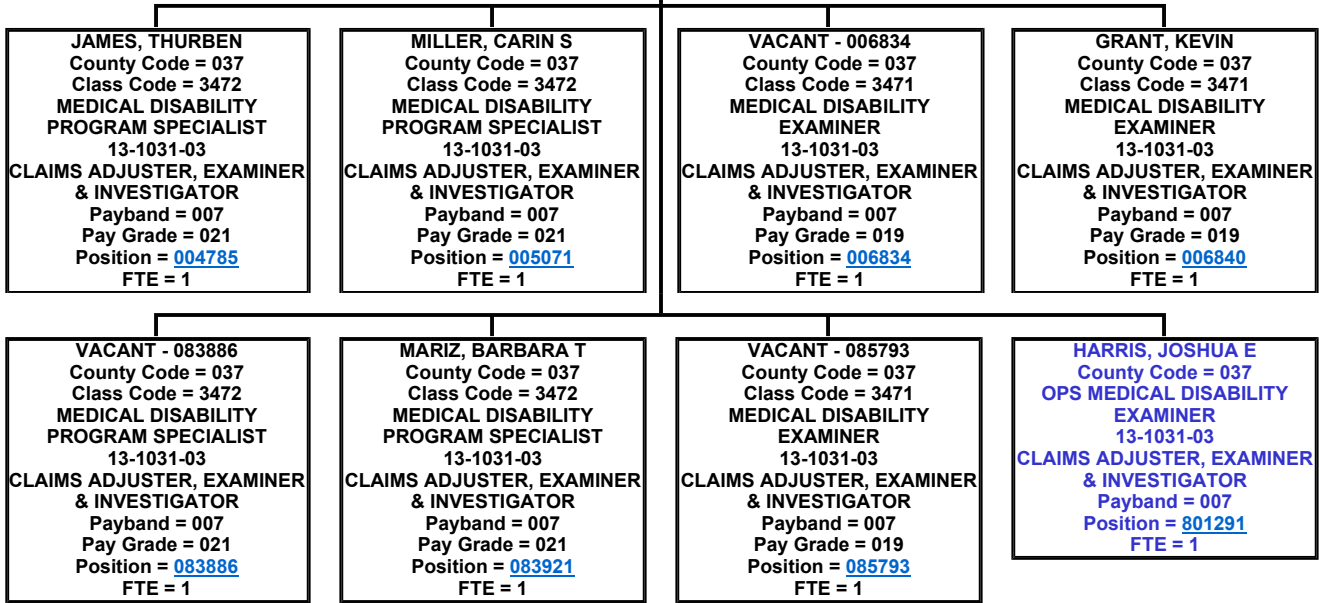 JAMES, THURBEN
County Code = 037
Class Code = 3472
MEDICAL DISABILITY
PROGRAM SPECIALIST
13-1031-03
CLAIMS ADJUSTER, EXAMINER
& INVESTIGATOR
Payband = 007
Pay Grade = 021
Position = 004785
FTE = 1
MILLER, CARIN S
County Code = 037
Class Code = 3472
MEDICAL DISABILITY
PROGRAM SPECIALIST
13-1031-03
CLAIMS ADJUSTER, EXAMINER
& INVESTIGATOR
Payband = 007
Pay Grade = 021
Position = 005071
FTE = 1
VACANT - 006834
County Code = 037
Class Code = 3471
MEDICAL DISABILITY
EXAMINER
13-1031-03
CLAIMS ADJUSTER, EXAMINER
& INVESTIGATOR
Payband = 007
Pay Grade = 019
Position = 006834
FTE = 1
GRANT, KEVIN
County Code = 037
Class Code = 3471
MEDICAL DISABILITY
EXAMINER
13-1031-03
CLAIMS ADJUSTER, EXAMINER
& INVESTIGATOR
Payband = 007
Pay Grade = 019
Position = 006840
FTE = 1
VACANT - 083886
County Code = 037
Class Code = 3472
MEDICAL DISABILITY
PROGRAM SPECIALIST
13-1031-03
CLAIMS ADJUSTER, EXAMINER
& INVESTIGATOR
Payband = 007
Pay Grade = 021
Position = 083886
FTE = 1
MARIZ, BARBARA T
County Code = 037
Class Code = 3472
MEDICAL DISABILITY
PROGRAM SPECIALIST
13-1031-03
CLAIMS ADJUSTER, EXAMINER
& INVESTIGATOR
Payband = 007
Pay Grade = 021
Position = 083921
FTE = 1
VACANT - 085793
County Code = 037
Class Code = 3471
MEDICAL DISABILITY
EXAMINER
13-1031-03
CLAIMS ADJUSTER, EXAMINER
& INVESTIGATOR
Payband = 007
Pay Grade = 019
Position = 085793
FTE = 1
HARRIS, JOSHUA E
County Code = 037
OPS MEDICAL DISABILITY
EXAMINER
13-1031-03
CLAIMS ADJUSTER, EXAMINER
& INVESTIGATOR
Payband = 007
Position = 801291
FTE = 1